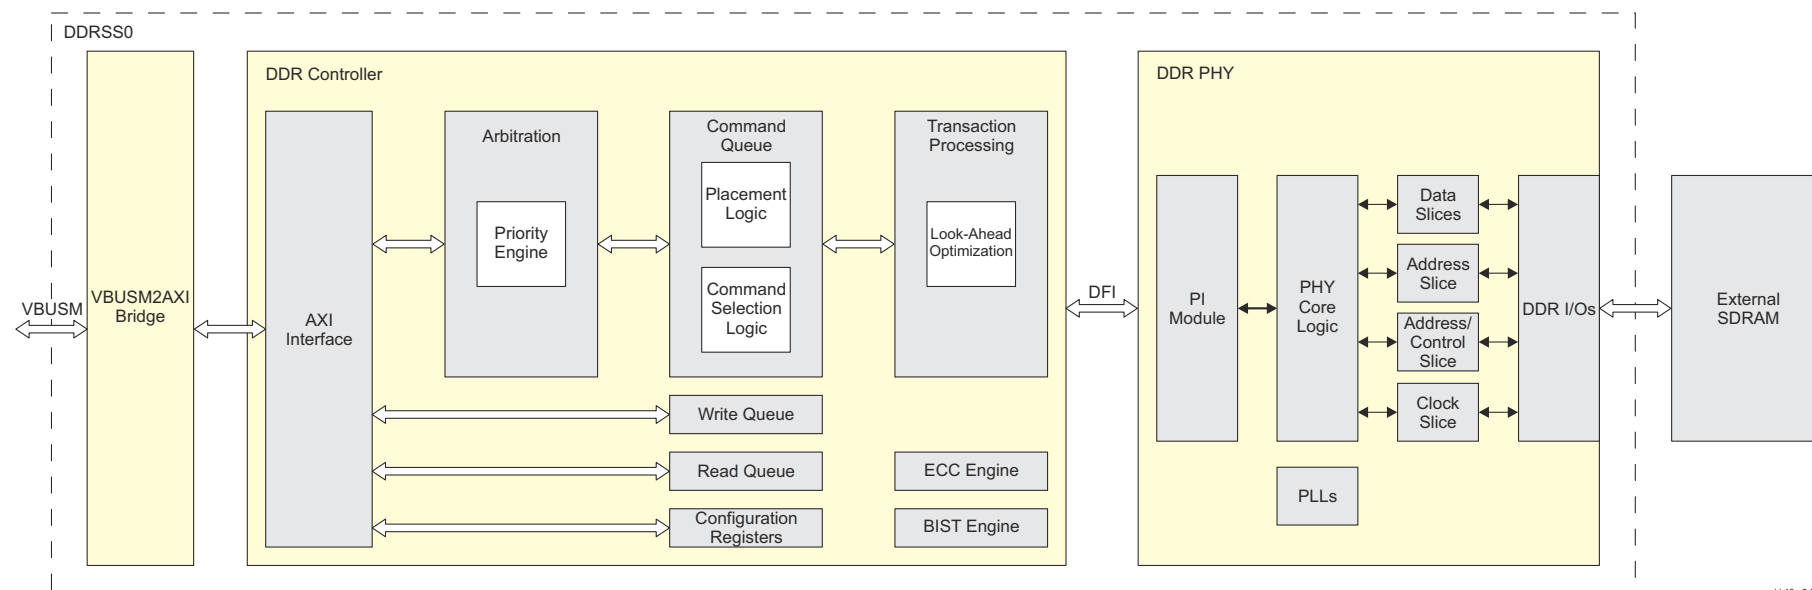 DDRSS0
VBUSM
VBUSM2AXI
Bridge
DDR Controller
AXI
Interface
Arbitration
Priority
Engine
Command
Queue
Placement
Logic
Command
Selection
Logic
Transaction
Processing
Look-Ahead
Optimization
Write Queue
Read Queue
Configuration
Registers
ECC Engine
BIST Engine
DFI
DDR PHY
PI
Module
PHY
Core
Logic
PLLs
Data
Slices
Address
Slice
Address/
Control
Slice
Clock
Slice
DDR I/Os
External
SDRAM